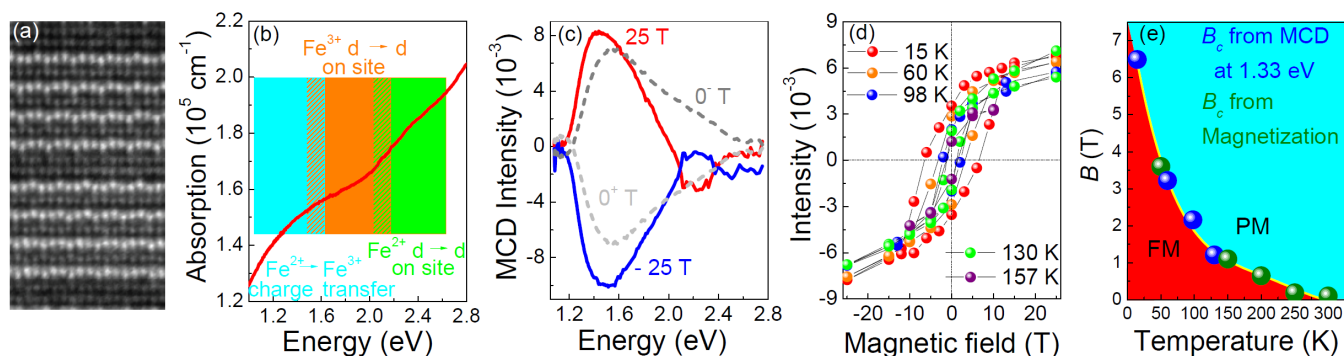 (a)
(b)
Absorption (10⁵ cm⁻¹)
2.2
2.0
1.8
1.6
1.4
1.2
Fe³⁺ d → d
on site
Fe²⁺→ Fe³⁺
charge transfer
Fe²⁺ d → d
on site
1.0 1.6 2.2 2.8
Energy (eV)
(c)
MCD Intensity (10⁻³)
8
4
0
4
8
25 T
0⁻ T
0⁺ T
- 25 T
1.2 1.6 2.0 2.4 2.8
Energy (eV)
(d)
Intensity (10⁻³)
9
6
3
0
-3
-6
-9
15 K
60 K
98 K
130 K
157 K
-20 -10 0 10 20
Magnetic field (T)
(e)
B (T)
7
6
5
4
3
2
1
0
B_c from MCD
at 1.33 eV
B_c from
Magnetization
FM
PM
0 50 100 150 200 250 300
Temperature (K)